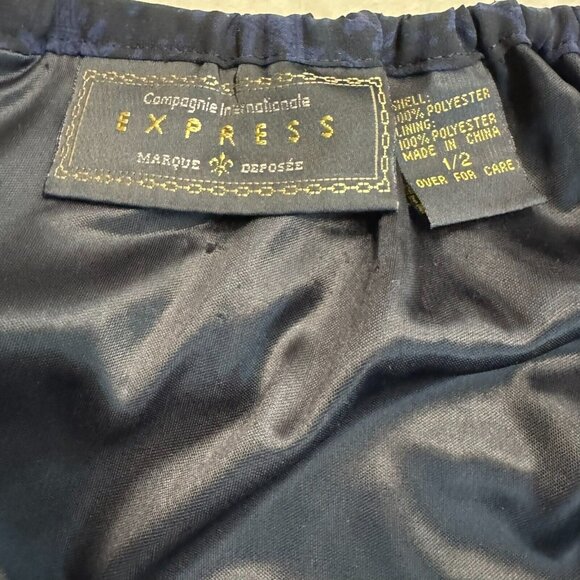 Compagnie Internationale
EXPRESS
MARQUE DEPOSÉE
SHELL:
100% POLYESTER
LINING:
100% POLYESTER
MADE IN CHINA
1/2
OVER FOR CARE